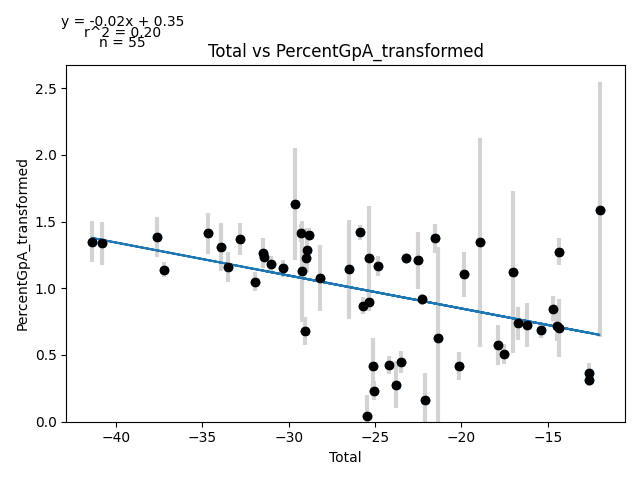 y = -0.02x + 0.35
r^2 = 0.20
n = 55
Total vs PercentGpA_transformed
PercentGpA_transformed
2.5
2.0
1.5
1.0
0.5
0.0
−40
−35
−30
−25
−20
−15
Total